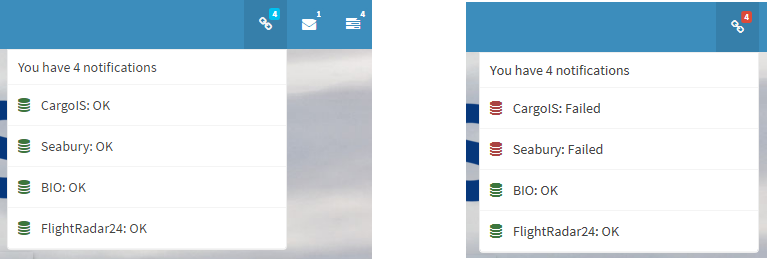 4
1
4
You have 4 notifications
CargoIS: OK
Seabury: OK
BIO: OK
FlightRadar24: OK
4
You have 4 notifications
CargoIS: Failed
Seabury: Failed
BIO: OK
FlightRadar24: OK